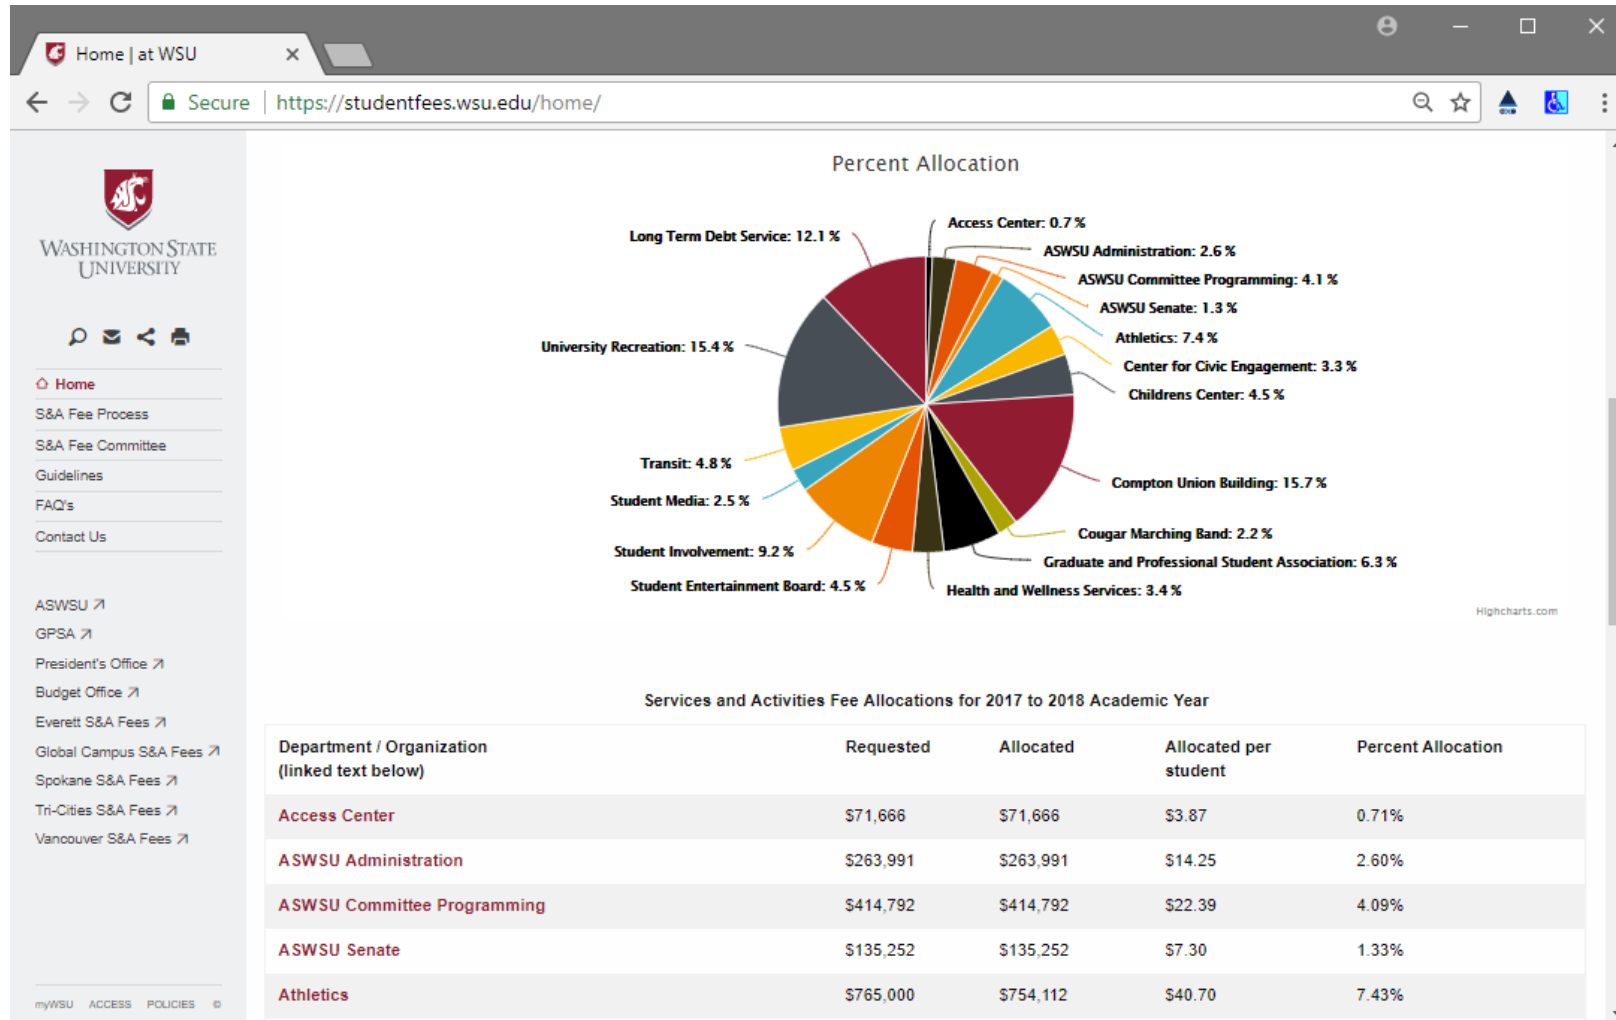 Home | at WSU
Secure
https://studentfees.wsu.edu/home/
WASHINGTON STATE
UNIVERSITY
Home
S&A Fee Process
S&A Fee Committee
Guidelines
FAQ's
Contact Us
ASWSU
GPSA
President's Office
Budget Office
Everett S&A Fees
Global Campus S&A Fees
Spokane S&A Fees
Tri-Cities S&A Fees
Vancouver S&A Fees
myWSU ACCESS POLICIES ©
Percent Allocation
Access Center: 0.7 %
ASWSU Administration: 2.6 %
ASWSU Committee Programming: 4.1 %
ASWSU Senate: 1.3 %
Athletics: 7.4 %
Center for Civic Engagement: 3.3 %
Childrens Center: 4.5 %
Compton Union Building: 15.7 %
Cougar Marching Band: 2.2 %
Graduate and Professional Student Association: 6.3 %
Health and Wellness Services: 3.4 %
Student Entertainment Board: 4.5 %
Student Involvement: 9.2 %
Student Media: 2.5 %
Transit: 4.8 %
University Recreation: 15.4 %
Long Term Debt Service: 12.1 %
Highcharts.com
Services and Activities Fee Allocations for 2017 to 2018 Academic Year
Department / Organization (linked text below) Requested Allocated Allocated per student Percent Allocation
Access Center $71,666 $71,666 $3.87 0.71%
ASWSU Administration $263,991 $263,991 $14.25 2.60%
ASWSU Committee Programming $414,792 $414,792 $22.39 4.09%
ASWSU Senate $135,252 $135,252 $7.30 1.33%
Athletics $765,000 $754,112 $40.70 7.43%